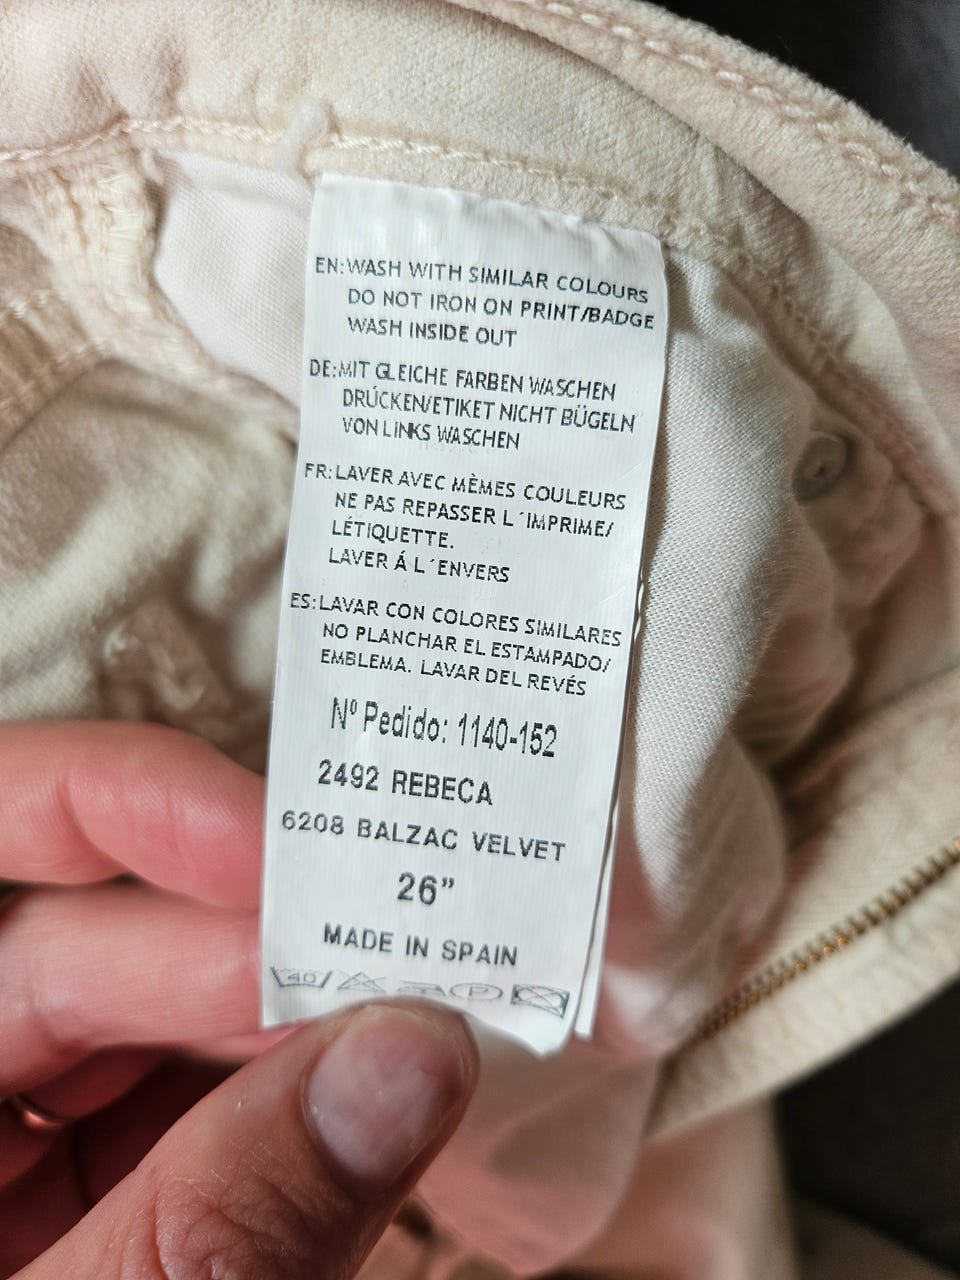 EN:WASH WITH SIMILAR COLOURS
DO NOT IRON ON PRINT/BADGE
WASH INSIDE OUT
DE:MIT GLEICHE FARBEN WASCHEN
DRÚCKEN/ETIKET NICHT BÜGELN
VON LINKS WASCHEN
FR:LAVER AVEC MÈMES COULEURS
NE PAS REPASSER L´IMPRIME/
LÉTIQUETTE.
LAVER Á L´ENVERS
ES:LAVAR CON COLORES SIMILARES
NO PLANCHAR EL ESTAMPADO/
EMBLEMA. LAVAR DEL REVÉS
Nº Pedido: 1140-152
2492 REBECA
6208 BALZAC VELVET
26”
MADE IN SPAIN
40 P